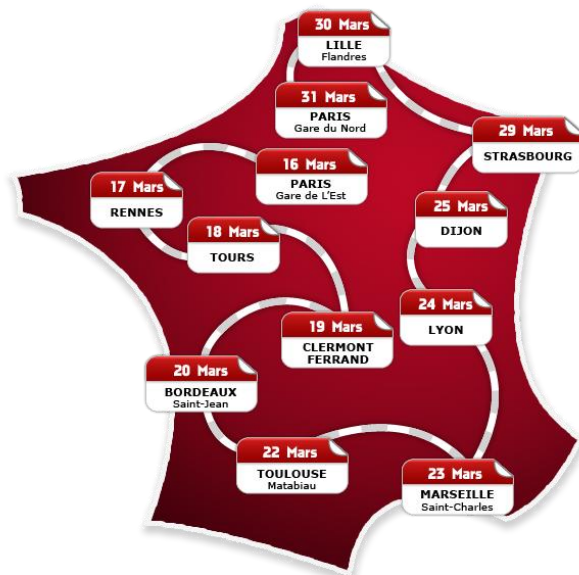 30 Mars
LILLE
Flandres
31 Mars
PARIS
Gare du Nord
29 Mars
STRASBOURG
16 Mars
PARIS
Gare de L'Est
17 Mars
RENNES
25 Mars
DIJON
18 Mars
TOURS
24 Mars
LYON
19 Mars
CLERMONT
FERRAND
20 Mars
BORDEAUX
Saint-Jean
22 Mars
TOULOUSE
Matabiau
23 Mars
MARSEILLE
Saint-Charles